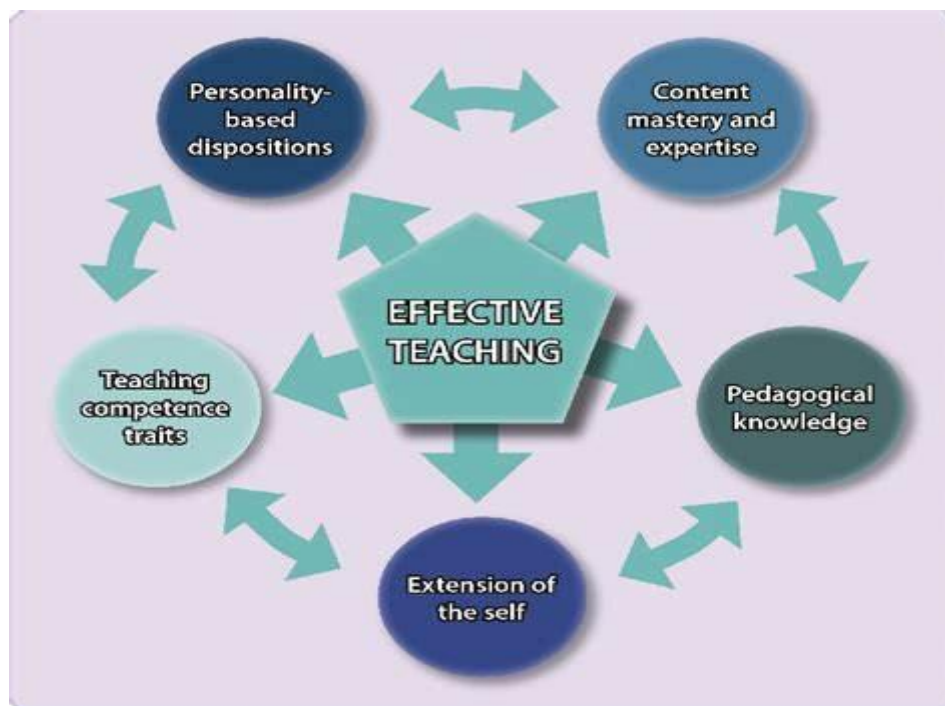 Personality-
based
dispositions
Content
mastery and
expertise
EFFECTIVE
TEACHING
Teaching
competence
traits
Pedagogical
knowledge
Extension of
the self